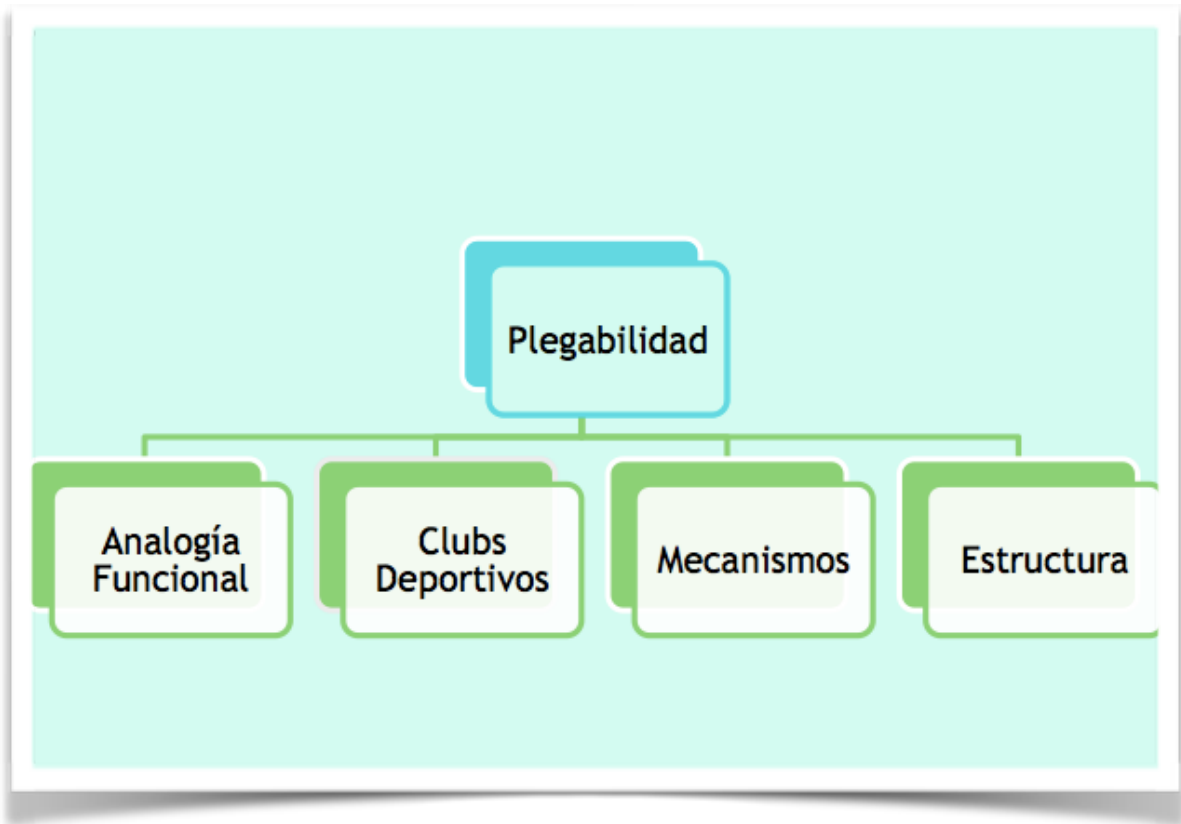 Plegabilidad
Analogía
Funcional
Clubs
Deportivos
Mecanismos
Estructura